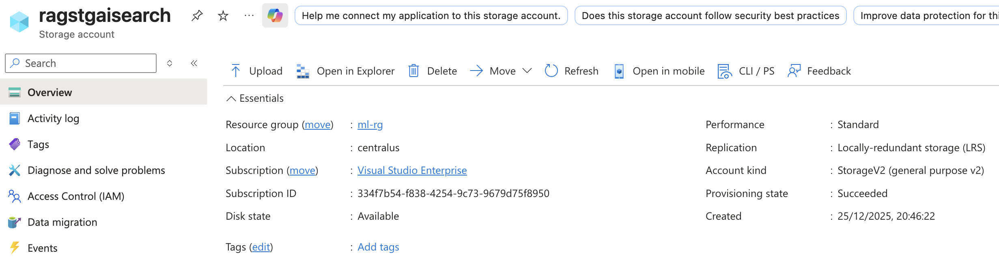 ragstgaisearch
Storage account
Help me connect my application to this storage account.
Does this storage account follow security best practices
Improve data protection for
Search
Upload
Open in Explorer
Delete
Move
Refresh
Open in mobile
CLI / PS
Feedback
Overview
Activity log
Tags
Diagnose and solve problems
Access Control (IAM)
Data migration
Events
Essentials
Resource group (move) : ml-rg
Location : centralus
Subscription (move) : Visual Studio Enterprise
Subscription ID : 334f7b54-f838-4254-9c73-9679d75f8950
Disk state : Available
Tags (edit) : Add tags
Performance : Standard
Replication : Locally-redundant storage (LRS)
Account kind : StorageV2 (general purpose v2)
Provisioning state : Succeeded
Created : 25/12/2025, 20:46:22